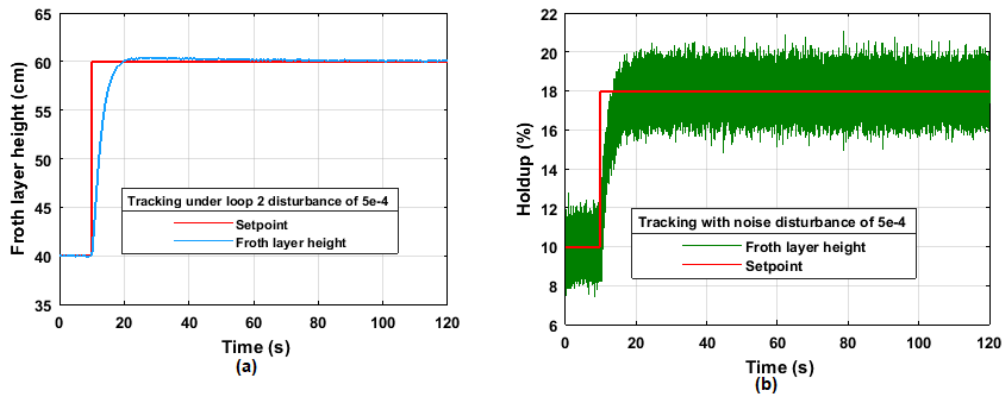 65
60
55
50
45
40
35
Froth layer height (cm)
Tracking under loop 2 disturbance of 5e-4
Setpoint
Froth layer height
0 20 40 60 80 100 120
Time (s)
(a)
22
20
18
16
14
12
10
8
6
Holdup (%)
Tracking with noise disturbance of 5e-4
Froth layer height
Setpoint
0 20 40 60 80 100 120
Time (s)
(b)